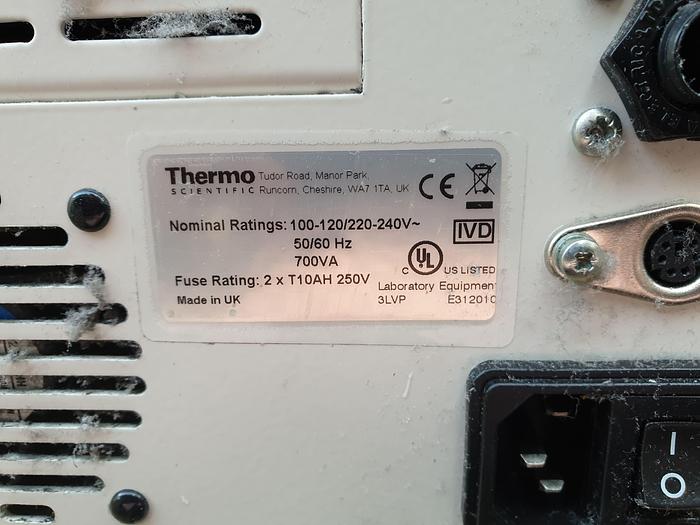 Thermo
SCIENTIFIC
Tudor Road, Manor Park,
Runcorn, Cheshire, WA7 1TA, UK
CE
Nominal Ratings: 100-120/220-240V~
50/60 Hz
700VA
IVD
Fuse Rating: 2 x T10AH 250V
Made in UK
C UL US LISTED
Laboratory Equipment
3LVP E312010
I
O